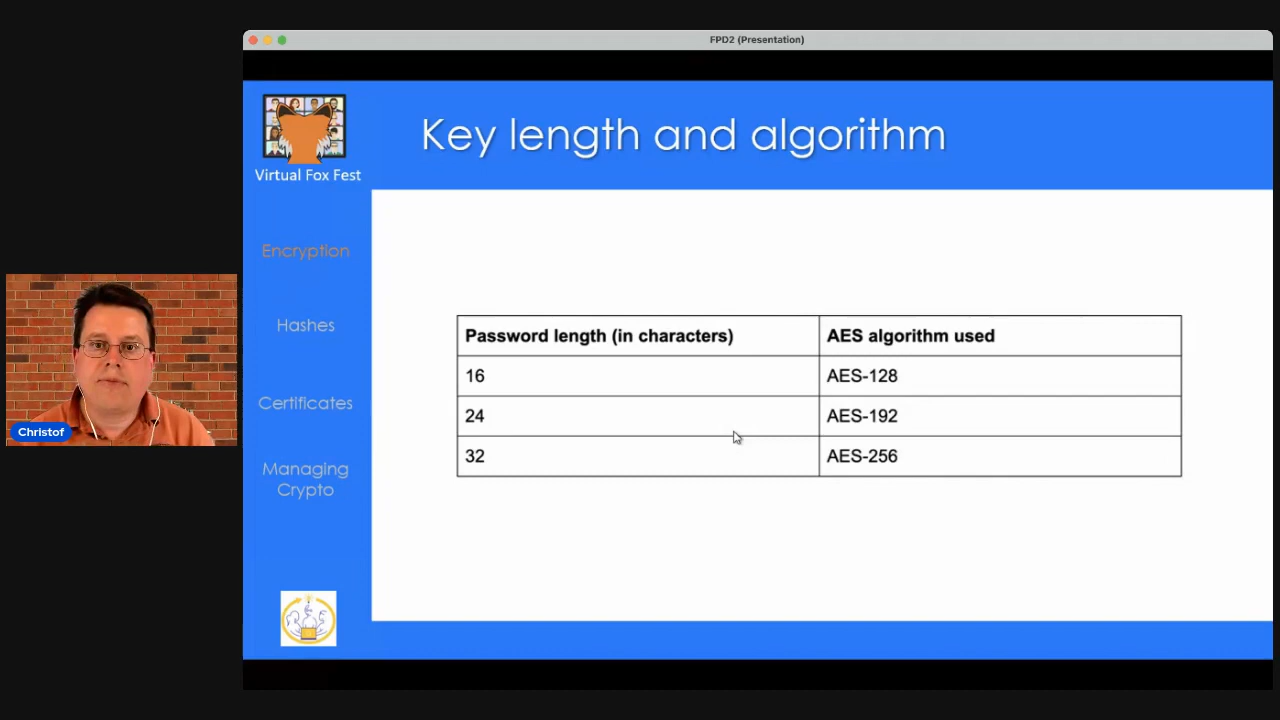 FPD2 (Presentation)
Virtual Fox Fest
Key length and algorithm
Encryption
Hashes
Certificates
Managing
Crypto
Password length (in characters) AES algorithm used
16 AES-128
24 AES-192
32 AES-256
Christof